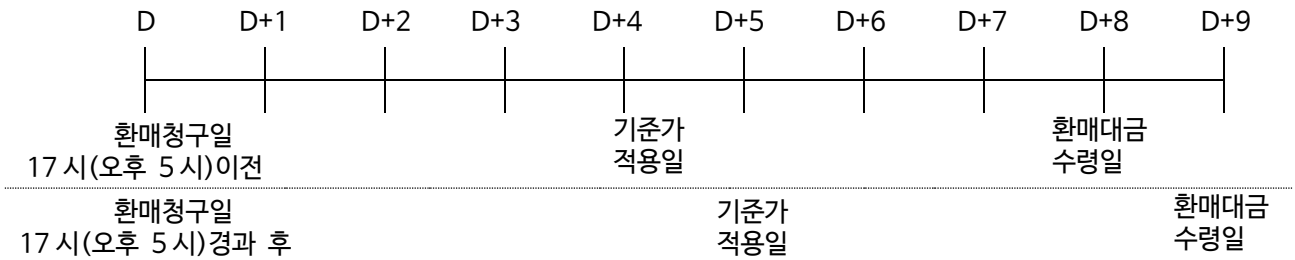 D D+1 D+2 D+3 D+4 D+5 D+6 D+7 D+8 D+9
환매청구일 기준가 환매대금
17 시(오후 5 시)이전 적용일 수령일
환매청구일 기준가 환매대금
17 시(오후 5 시)경과 후 적용일 수령일